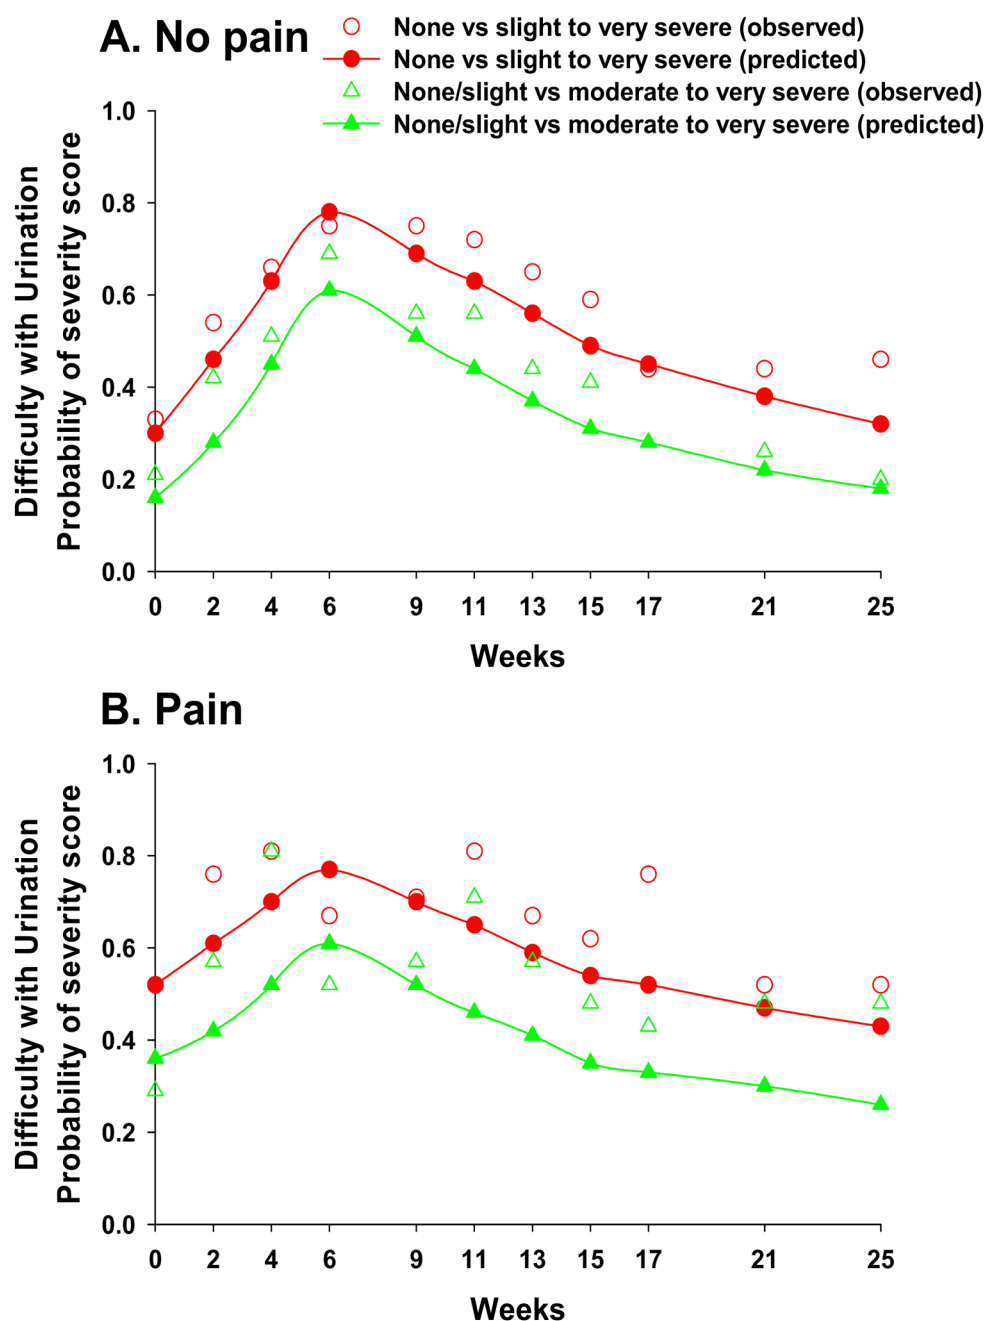 A. No pain
None vs slight to very severe (observed)
None vs slight to very severe (predicted)
None/slight vs moderate to very severe (observed)
None/slight vs moderate to very severe (predicted)
Difficulty with Urination
Probability of severity score
1.0
0.8
0.6
0.4
0.2
0.0
0 2 4 6 9 11 13 15 17 21 25
Weeks
B. Pain
Difficulty with Urination
Probability of severity score
1.0
0.8
0.6
0.4
0.2
0.0
0 2 4 6 9 11 13 15 17 21 25
Weeks